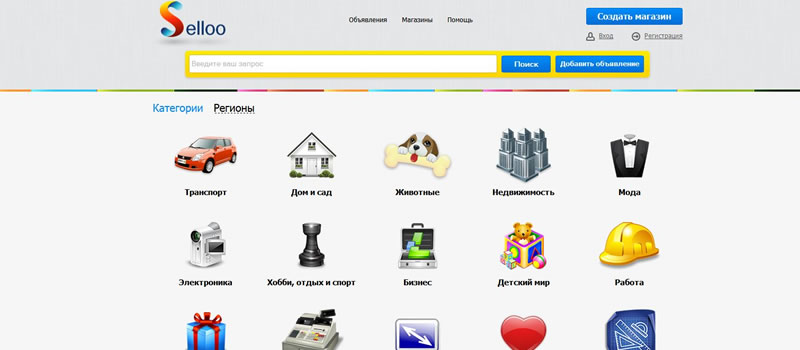 Selloo
Объявления Магазины Помощь
Создать магазин
Вход Регистрация
Введите ваш запрос Поиск Добавить объявление
Категории Регионы
Транспорт Дом и сад Животные Недвижимость Мода
Электроника Хобби, отдых и спорт Бизнес Детский мир Работа